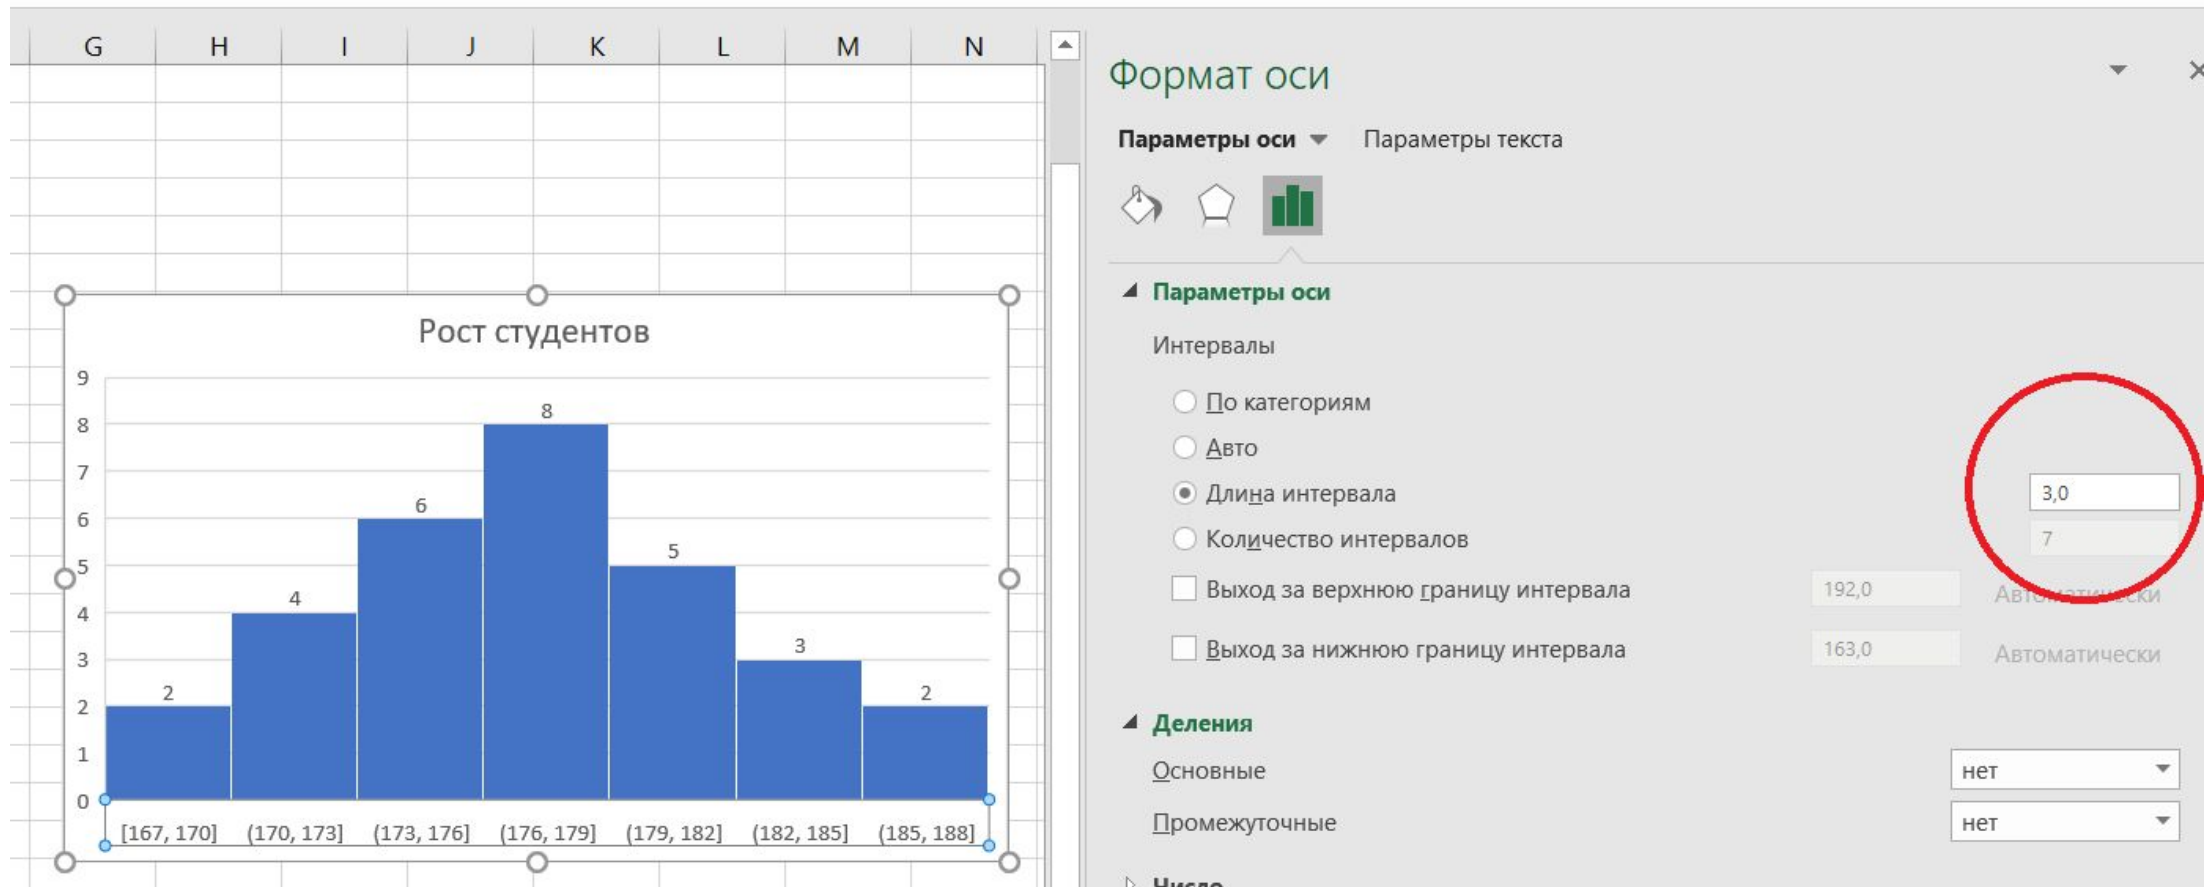 G H I J K L M N
Рост студентов
9
8
7
6
5
4
3
2
1
0
2 4 6 8 5 3 2
[167, 170] (170, 173] (173, 176] (176, 179] (179, 182] (182, 185] (185, 188]
Формат оси
Параметры оси Параметры текста
Параметры оси
Интервалы
По категориям
Авто
Длина интервала 3,0
Количество интервалов 7
Выход за верхнюю границу интервала 192,0 Автоматически
Выход за нижнюю границу интервала 163,0 Автоматически
Деления
Основные нет
Промежуточные нет
Число